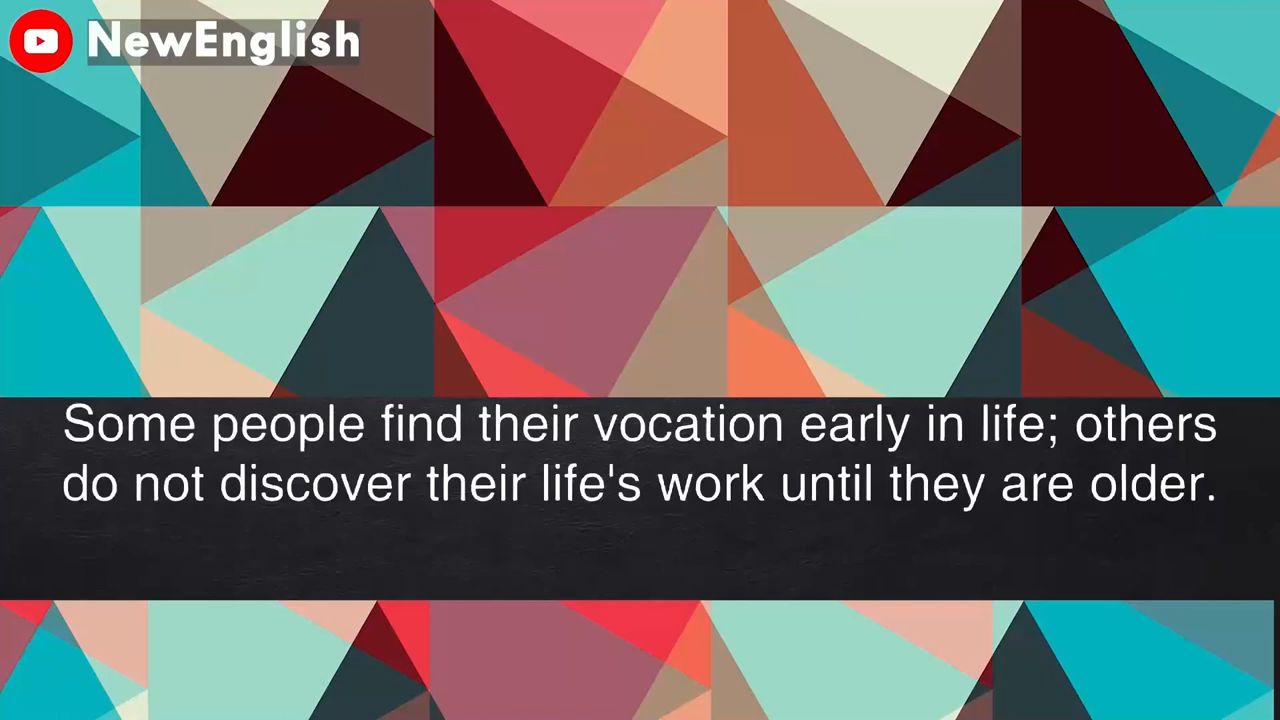 NewEnglish
Some people find their vocation early in life; others
do not discover their life's work until they are older.